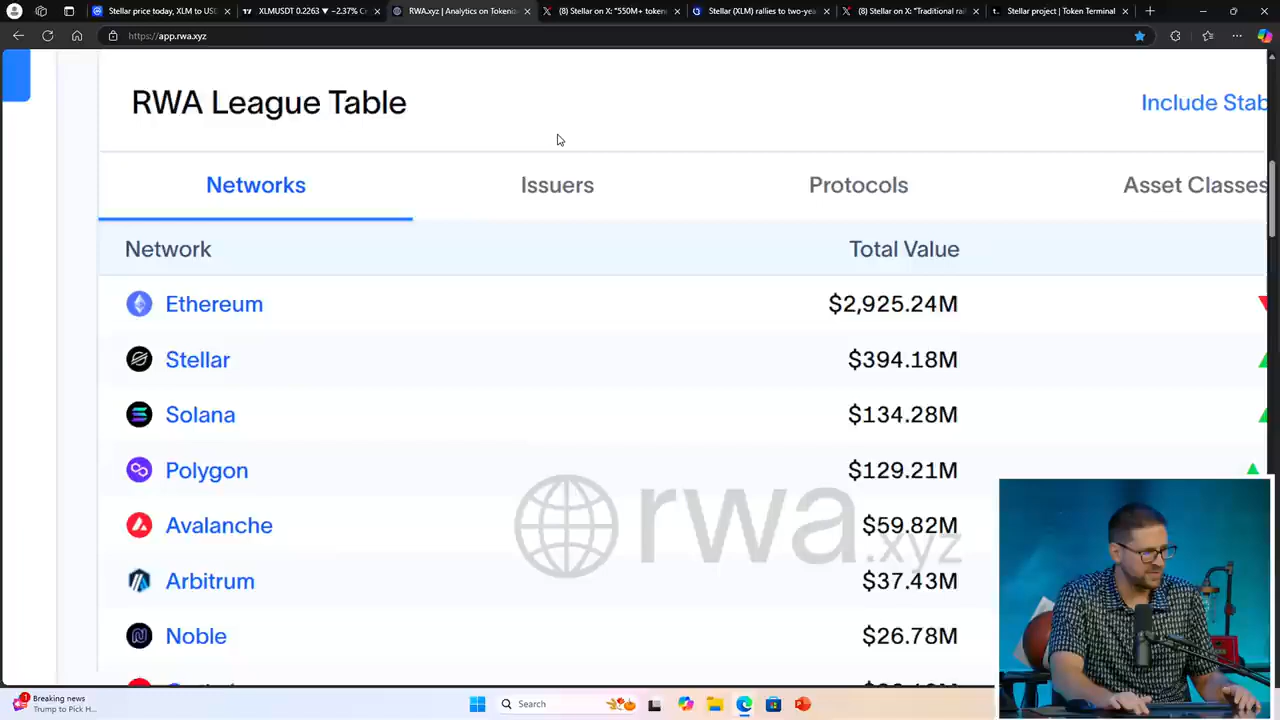 Stellar price today, XLM to US
XLMUSDT 0.2263 ▼ −2.37% C
RWA.xyz | Analytics on Tokeniz
(8) Stellar on X: "550M+ token
Stellar (XLM) rallies to two-yea
(8) Stellar on X: "Traditional ra
Stellar project | Token Terminal
https://app.rwa.xyz
RWA League Table
Include Stab
Networks
Issuers
Protocols
Asset Classes
Network
Total Value
Ethereum
$2,925.24M
Stellar
$394.18M
Solana
$134.28M
Polygon
$129.21M
Avalanche
$59.82M
Arbitrum
$37.43M
Noble
$26.78M
rwa.xyz
1
Breaking news
Trump to Pick H...
Search